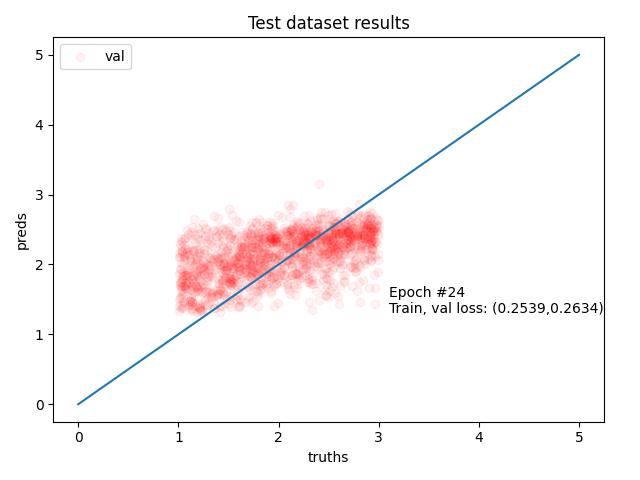 Test dataset results
val
5
4
3
2
1
0
preds
Epoch #24
Train, val loss: (0.2539,0.2634)
0 1 2 3 4 5
truths